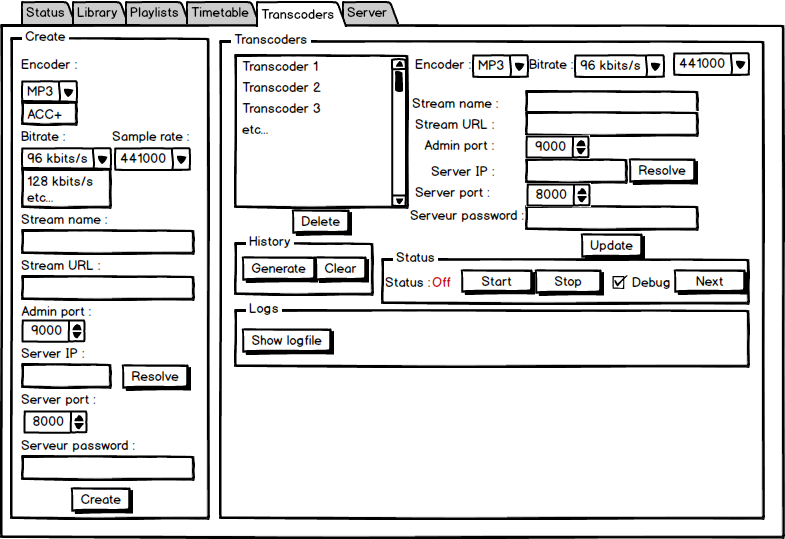 Status Library Playlists Timetable Transcoders Server
Create
Encoder :
MP3
ACC+
Bitrate : Sample rate :
96 kbits/s 441000
128 kbits/s
etc...
Stream name :
Stream URL :
Admin port :
9000
Server IP :
Resolve
Server port :
8000
Serveur password :
Create
Transcoders
Transcoder 1
Transcoder 2
Transcoder 3
etc...
Delete
Encoder : MP3 Bitrate : 96 kbits/s 441000
Stream name :
Stream URL :
Admin port : 9000
Server IP : Resolve
Server port : 8000
Serveur password :
Update
History
Generate Clear
Status
Status : Off Start Stop Debug Next
Logs
Show logfile